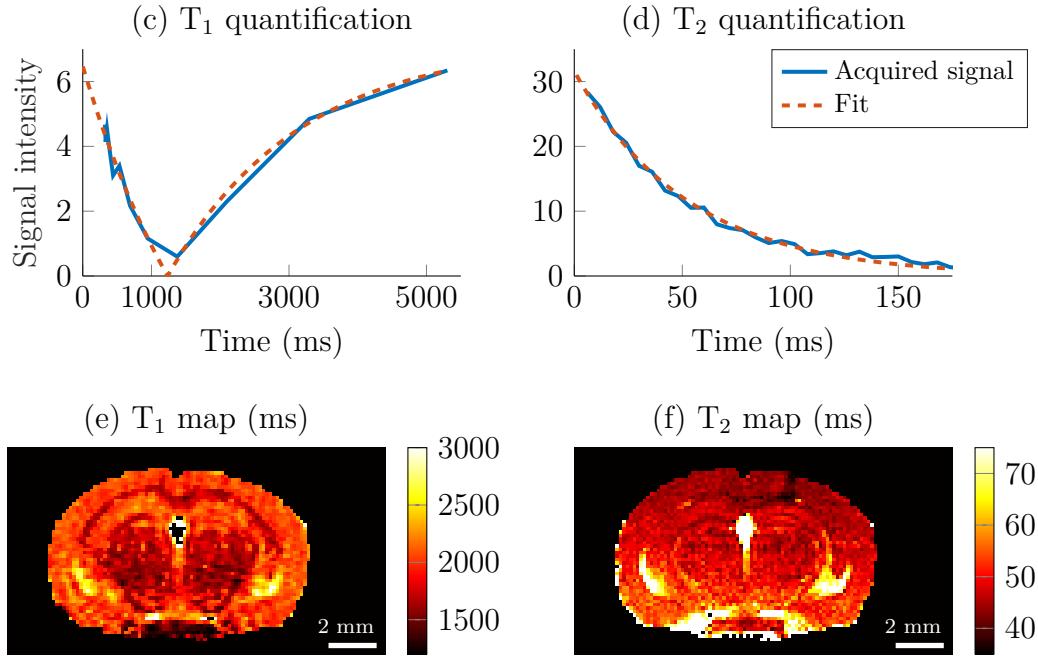 (c) T₁ quantification
(d) T₂ quantification
Signal intensity
6
4
2
0
0 1000 3000 5000
Time (ms)
30
20
10
0
0 50 100 150
Time (ms)
Acquired signal
Fit
(e) T₁ map (ms)
(f) T₂ map (ms)
3000
2500
2000
1500
2 mm
70
60
50
40
2 mm